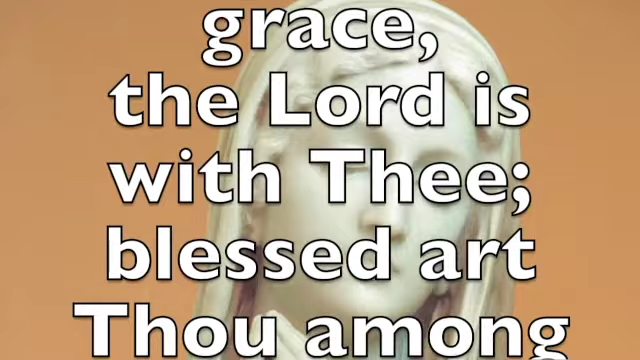 grace,
the Lord is
with Thee;
blessed art
Thou among